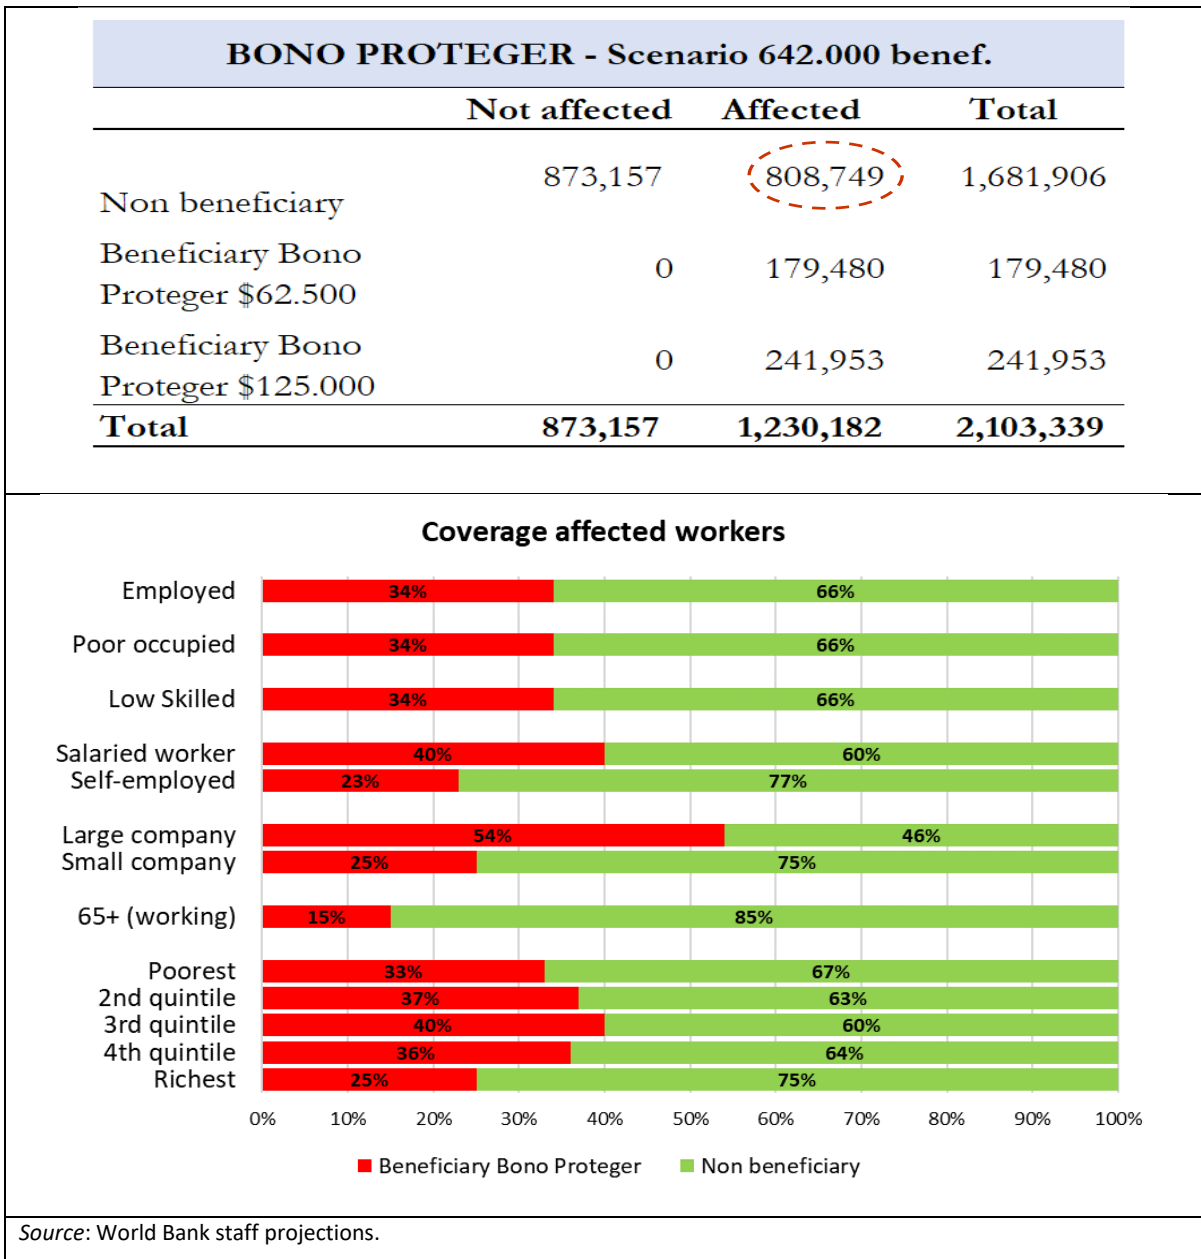 BONO PROTEGER - Scenario 642.000 benef.
Not affected Affected Total
Non beneficiary 873,157 808,749 1,681,906
Beneficiary Bono
Proteger $62.500 0 179,480 179,480
Beneficiary Bono
Proteger $125.000 0 241,953 241,953
Total 873,157 1,230,182 2,103,339
Coverage affected workers
Employed 34% 66%
Poor occupied 34% 66%
Low Skilled 34% 66%
Salaried worker 40% 60%
Self-employed 23% 77%
Large company 54% 46%
Small company 25% 75%
65+ (working) 15% 85%
Poorest 33% 67%
2nd quintile 37% 63%
3rd quintile 40% 60%
4th quintile 36% 64%
Richest 25% 75%
0% 10% 20% 30% 40% 50% 60% 70% 80% 90% 100%
Beneficiary Bono Proteger Non beneficiary
Source: World Bank staff projections.